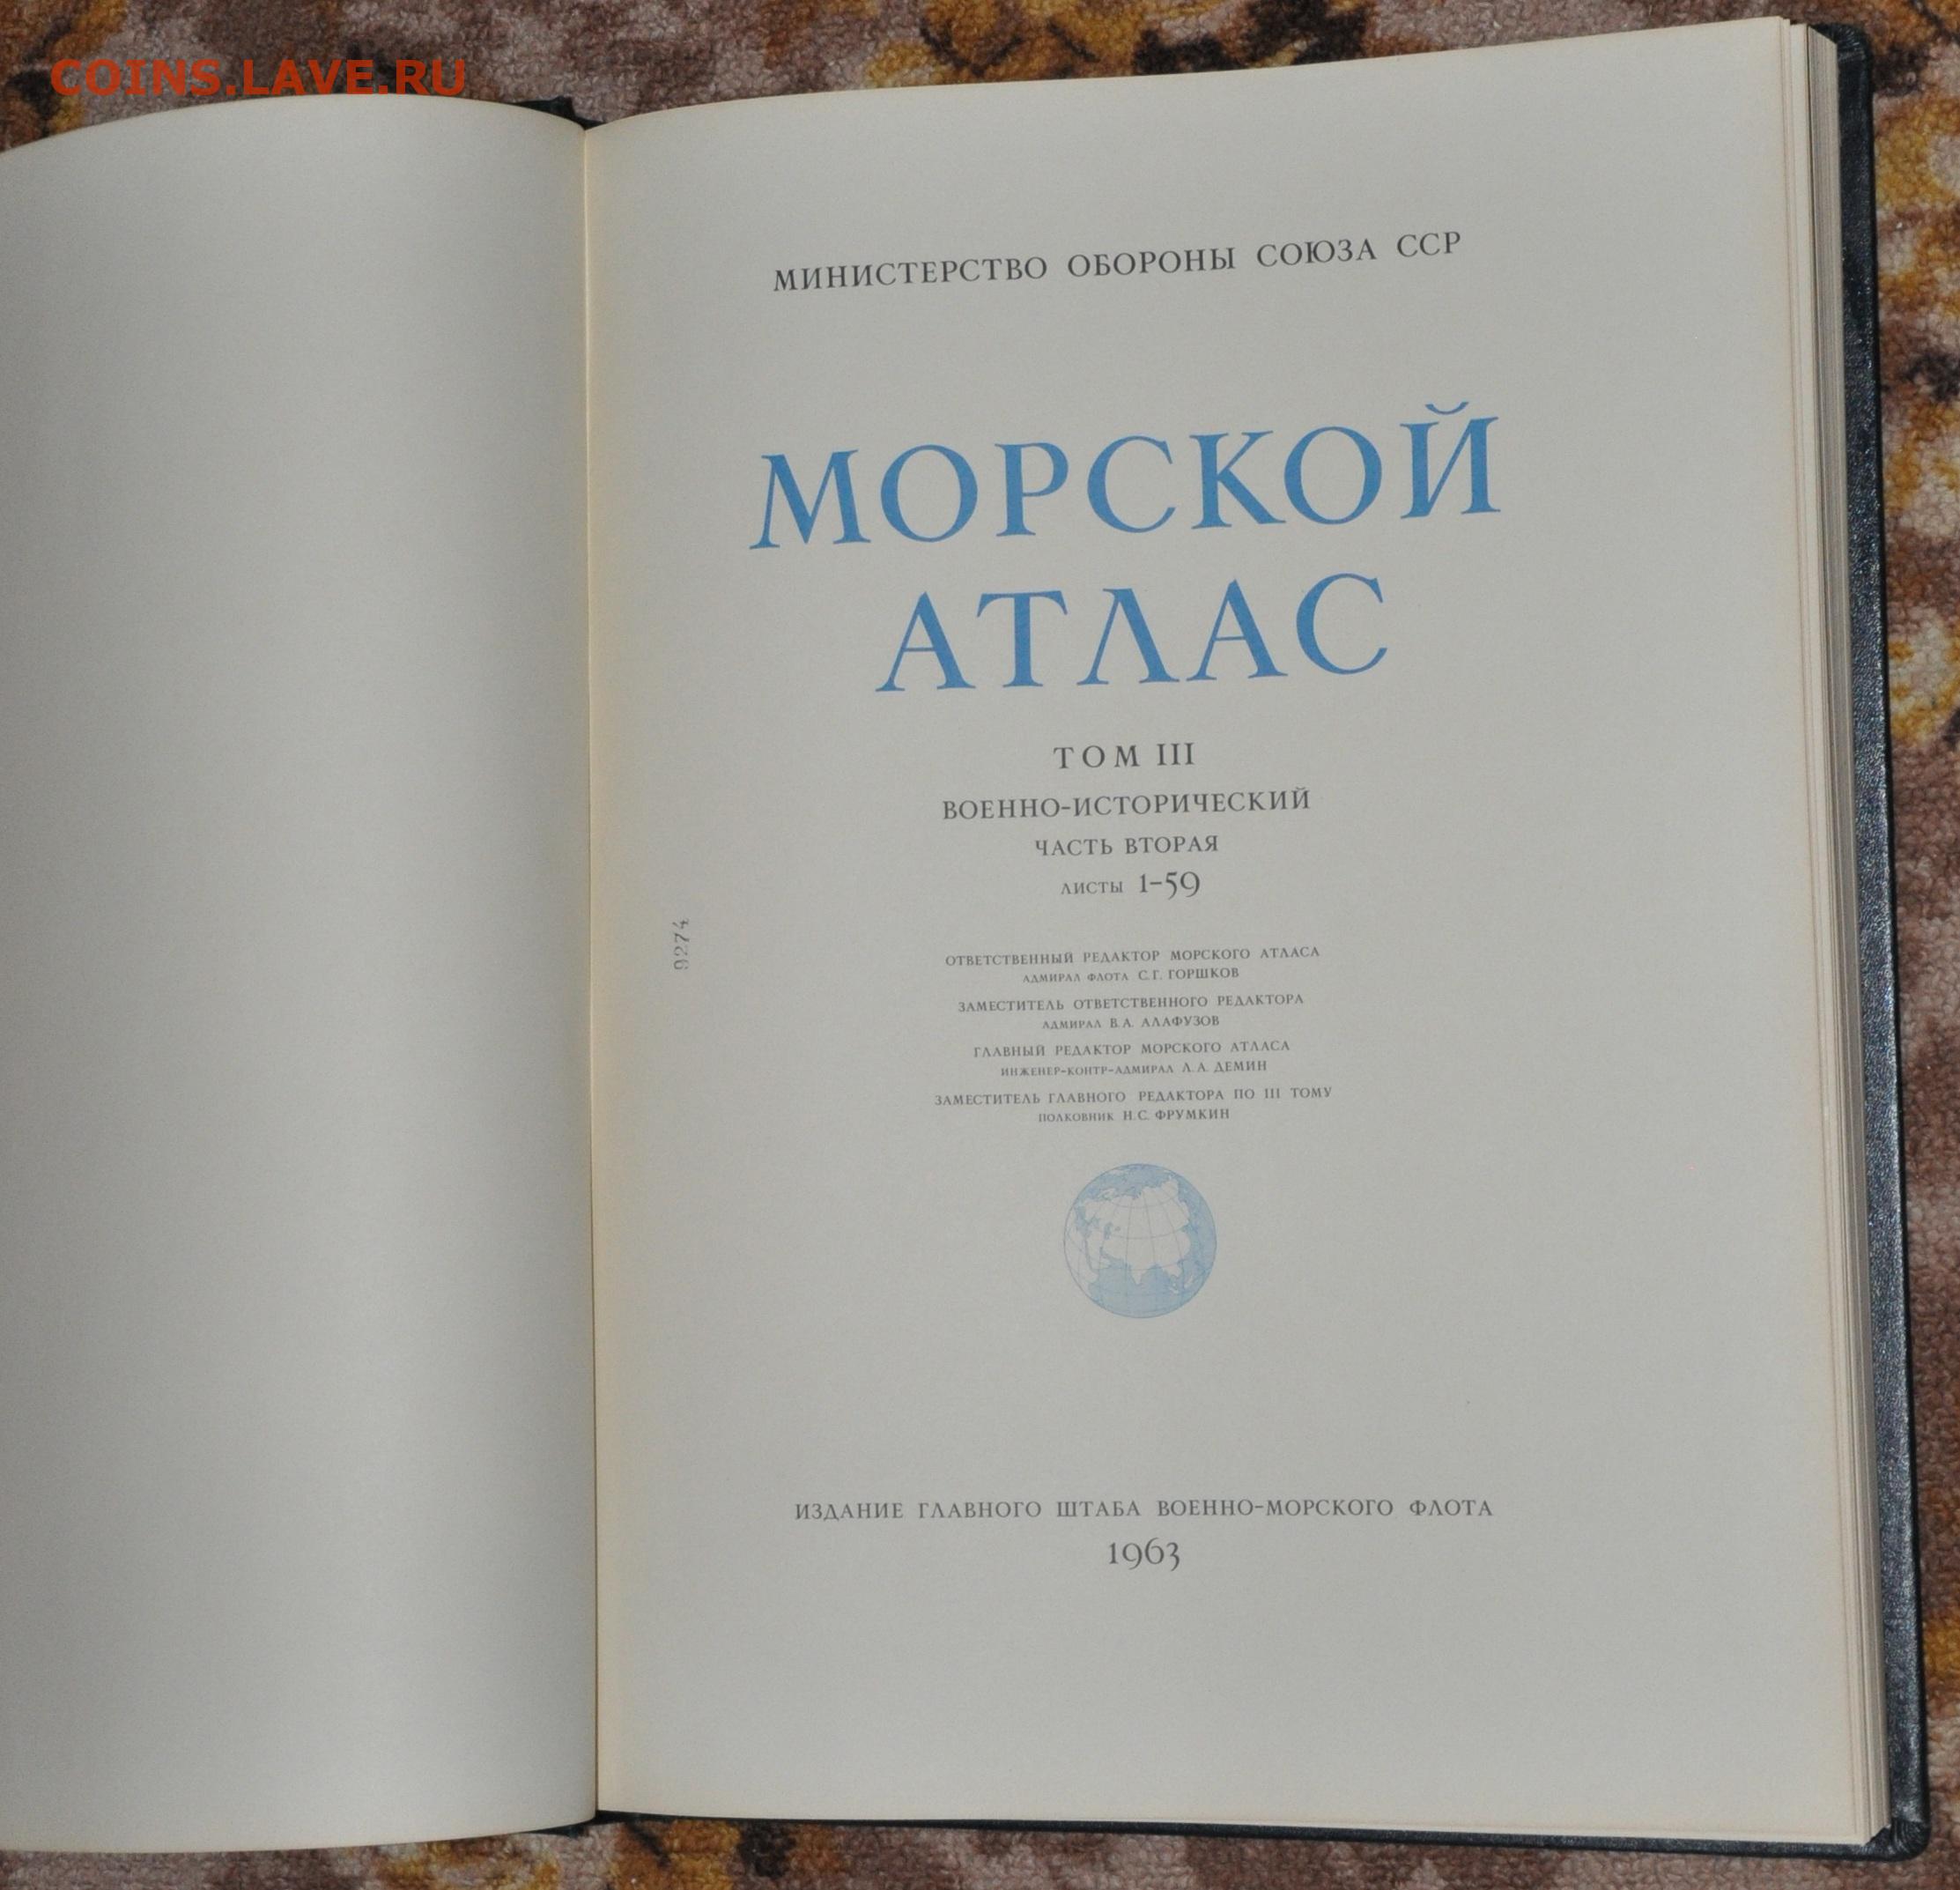 COINS.LAVE.RU
МИНИСТЕРСТВО ОБОРОНЫ СОЮЗА ССР
МОРСКОЙ
АТЛАС
ТОМ III
ВОЕННО-ИСТОРИЧЕСКИЙ
ЧАСТЬ ВТОРАЯ
ЛИСТЫ 1-59
9274
ОТВЕТСТВЕННЫЙ РЕДАКТОР МОРСКОГО АТЛАСА
АДМИРАЛ ФЛОТА С.Г. ГОРШКОВ
ЗАМЕСТИТЕЛЬ ОТВЕТСТВЕННОГО РЕДАКТОРА
АДМИРАЛ В.А. АЛАФУЗОВ
ГЛАВНЫЙ РЕДАКТОР МОРСКОГО АТЛАСА
ИНЖЕНЕР-КОНТР-АДМИРАЛ Л.А. ДЕМИН
ЗАМЕСТИТЕЛЬ ГЛАВНОГО РЕДАКТОРА ПО III ТОМУ
ПОЛКОВНИК Н.С. ФРУМКИН
ИЗДАНИЕ ГЛАВНОГО ШТАБА ВОЕННО-МОРСКОГО ФЛОТА
1963